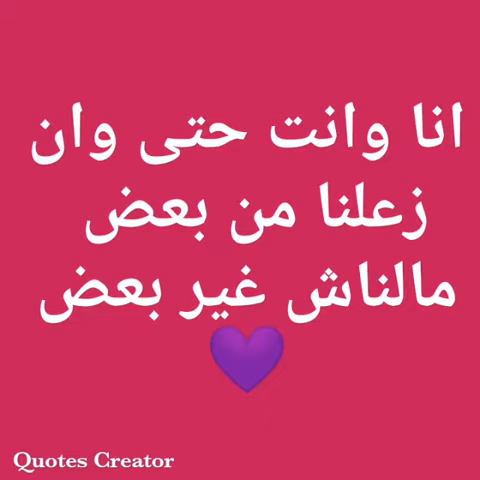 انا وانت حتى وان
زعلنا من بعض
مالناش غير بعض
💜
Quotes Creator